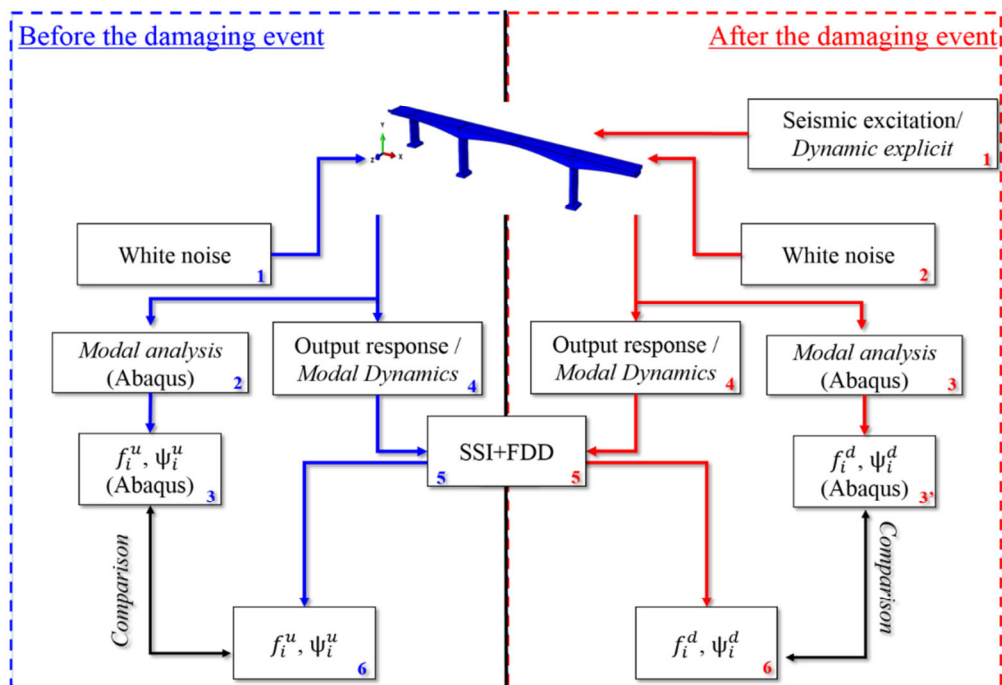 Before the damaging event
After the damaging event
Y
Z
X
Seismic excitation/
Dynamic explicit
1
White noise
1
White noise
2
Modal analysis
(Abaqus)
2
Output response /
Modal Dynamics
4
Output response /
Modal Dynamics
4
Modal analysis
(Abaqus)
3
SSI+FDD
5
5
f_i^u, ψ_i^u
(Abaqus)
3
f_i^d, ψ_i^d
(Abaqus)
3'
Comparison
Comparison
f_i^u, ψ_i^u
6
f_i^d, ψ_i^d
6